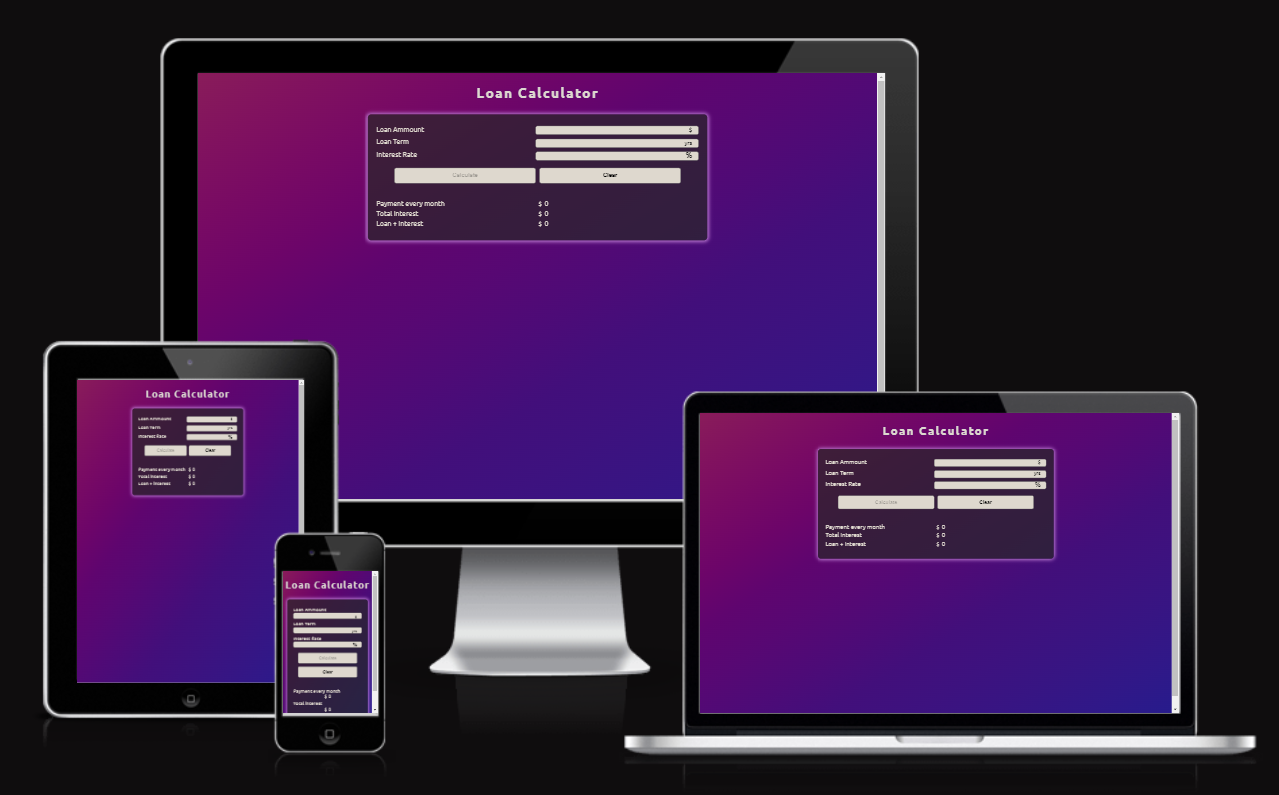 Loan Calculator
Loan Ammount $
Loan Term yrs
Interest Rate %
Calculate Clear
Payment every month $ 0
Total Interest $ 0
Loan + Interest $ 0
Loan Calculator
Loan Ammount $
Loan Term yrs
Interest Rate %
Calculate Clear
Payment every month $ 0
Total Interest $ 0
Loan + Interest $ 0
Loan Calculator
Loan Ammount $
Loan Term yrs
Interest Rate %
Calculate
Clear
Payment every month
$ 0
Total Interest
$ 0
Loan Calculator
Loan Ammount $
Loan Term yrs
Interest Rate %
Calculate Clear
Payment every month $ 0
Total Interest $ 0
Loan + Interest $ 0